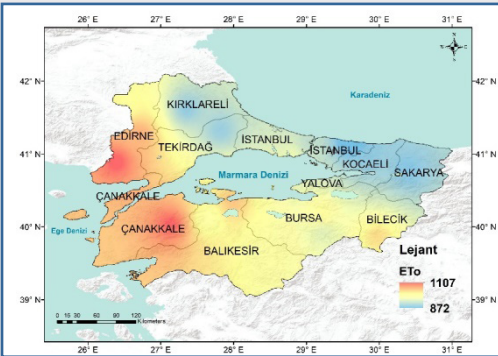 26° E 27° E 28° E 29° E 30° E 31° E
42° N 42° N
Karadeniz
KIRKLARELİ
EDİRNE
İSTANBUL
TEKİRDAĞ
İSTANBUL
41° N 41° N
KOCAELİ
SAKARYA
Marmara Denizi
YALOVA
ÇANAKKALE
BURSA
BİLECİK
40° N 40° N
Ege Denizi
ÇANAKKALE
BALIKESİR
Lejant
ETo
1107
872
39° N 39° N
0 15 30 60 90 120
Kilometers
26° E 27° E 28° E 29° E 30° E 31° E